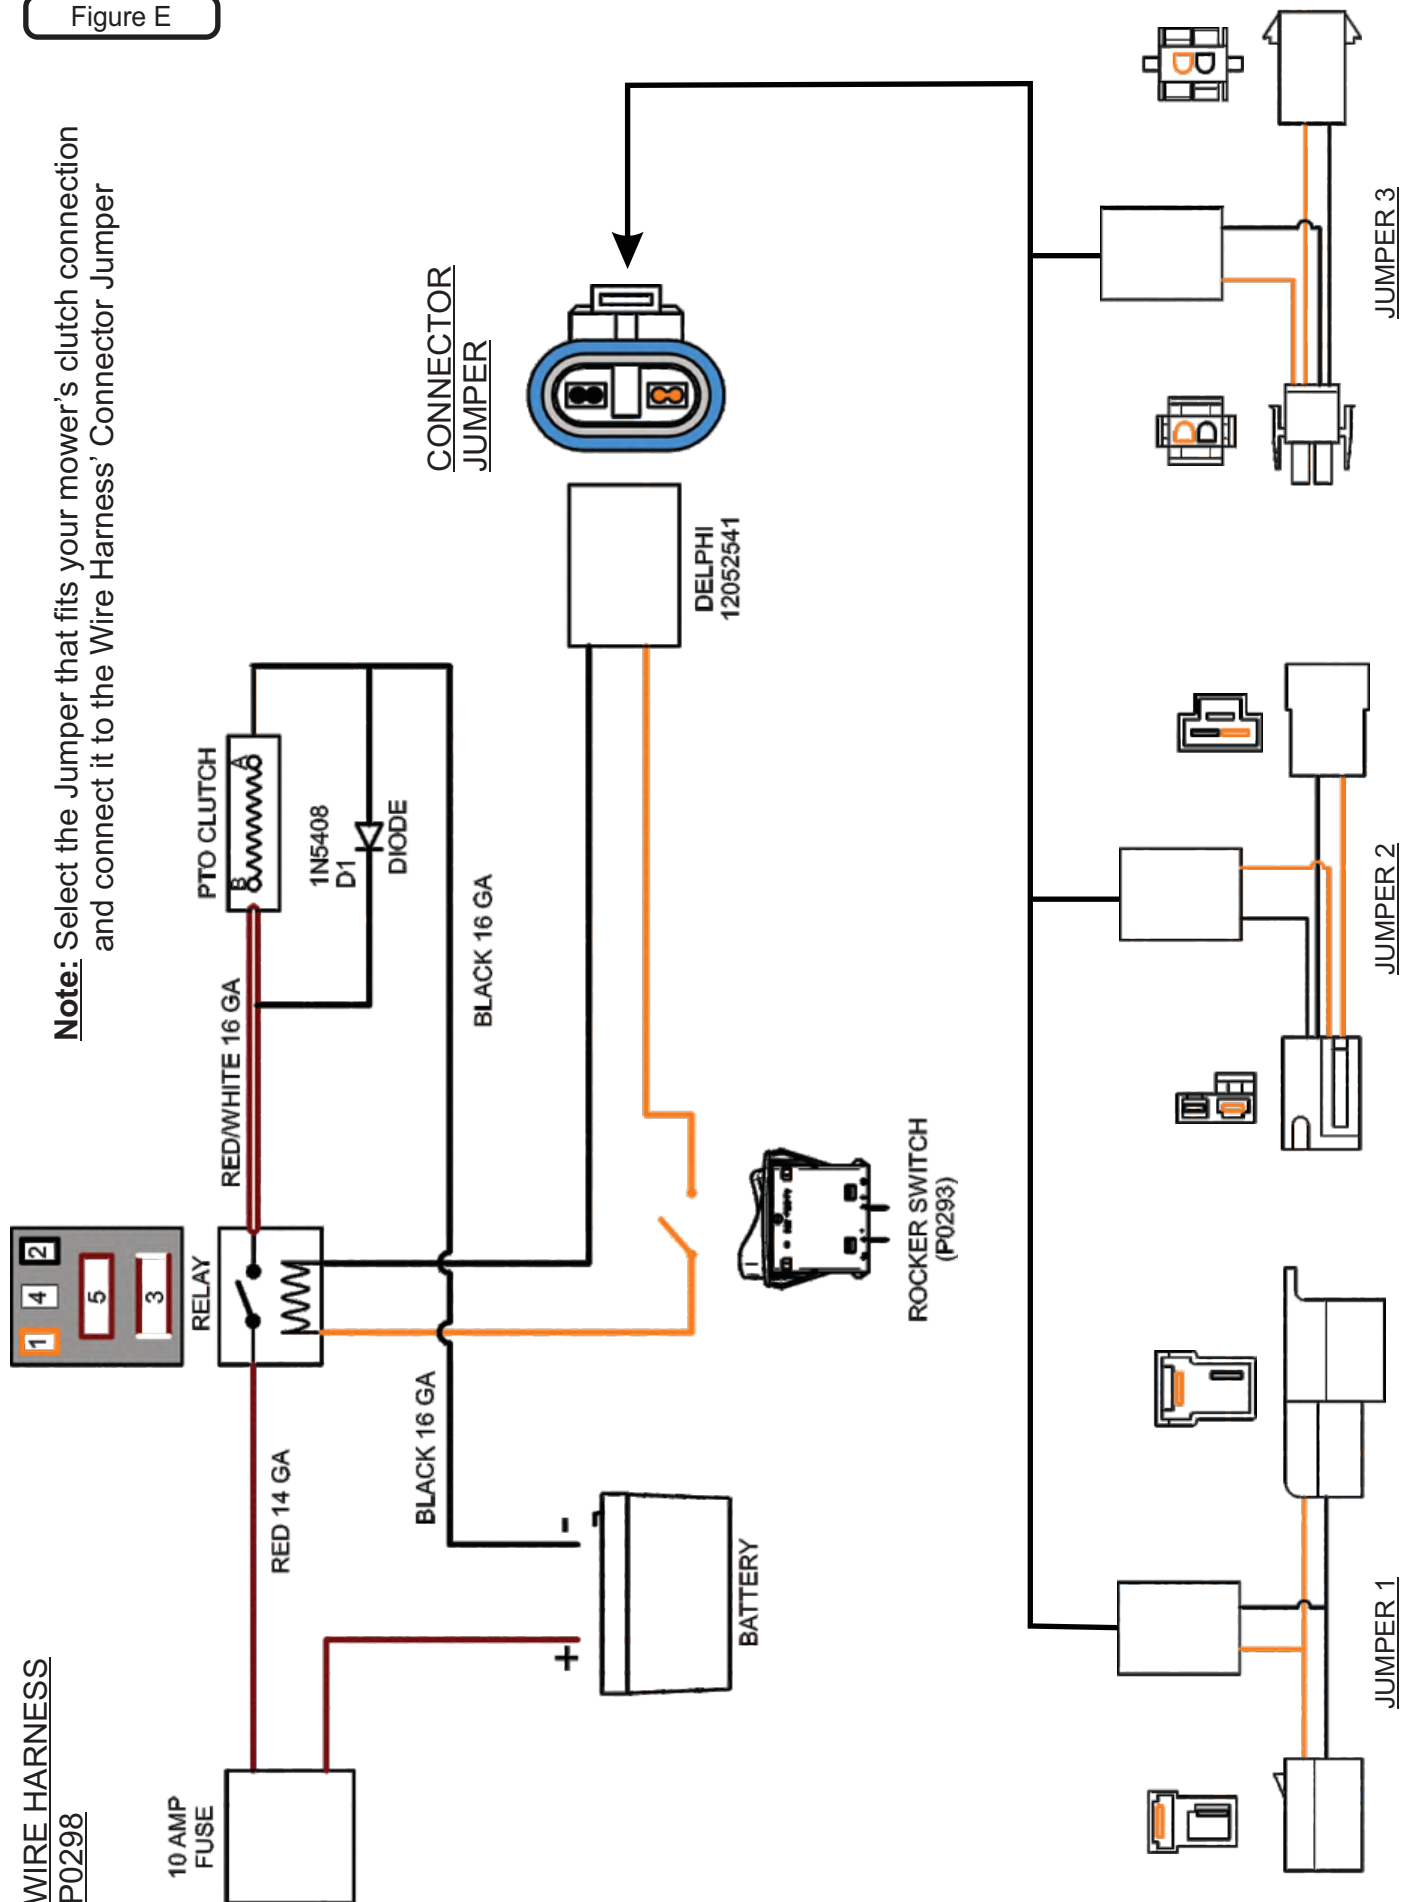 Figure E
WIRE HARNESS
P0298
Note: Select the Jumper that fits your mower's clutch connection
and connect it to the Wire Harness' Connector Jumper
10 AMP
FUSE
RED 14 GA
1
4
2
5
3
RELAY
RED/WHITE 16 GA
PTO CLUTCH
B
A
1N5408
D1
DIODE
BLACK 16 GA
BLACK 16 GA
+
-
BATTERY
ROCKER SWITCH
(P0293)
DELPHI
12052541
CONNECTOR
JUMPER
JUMPER 1
JUMPER 2
JUMPER 3